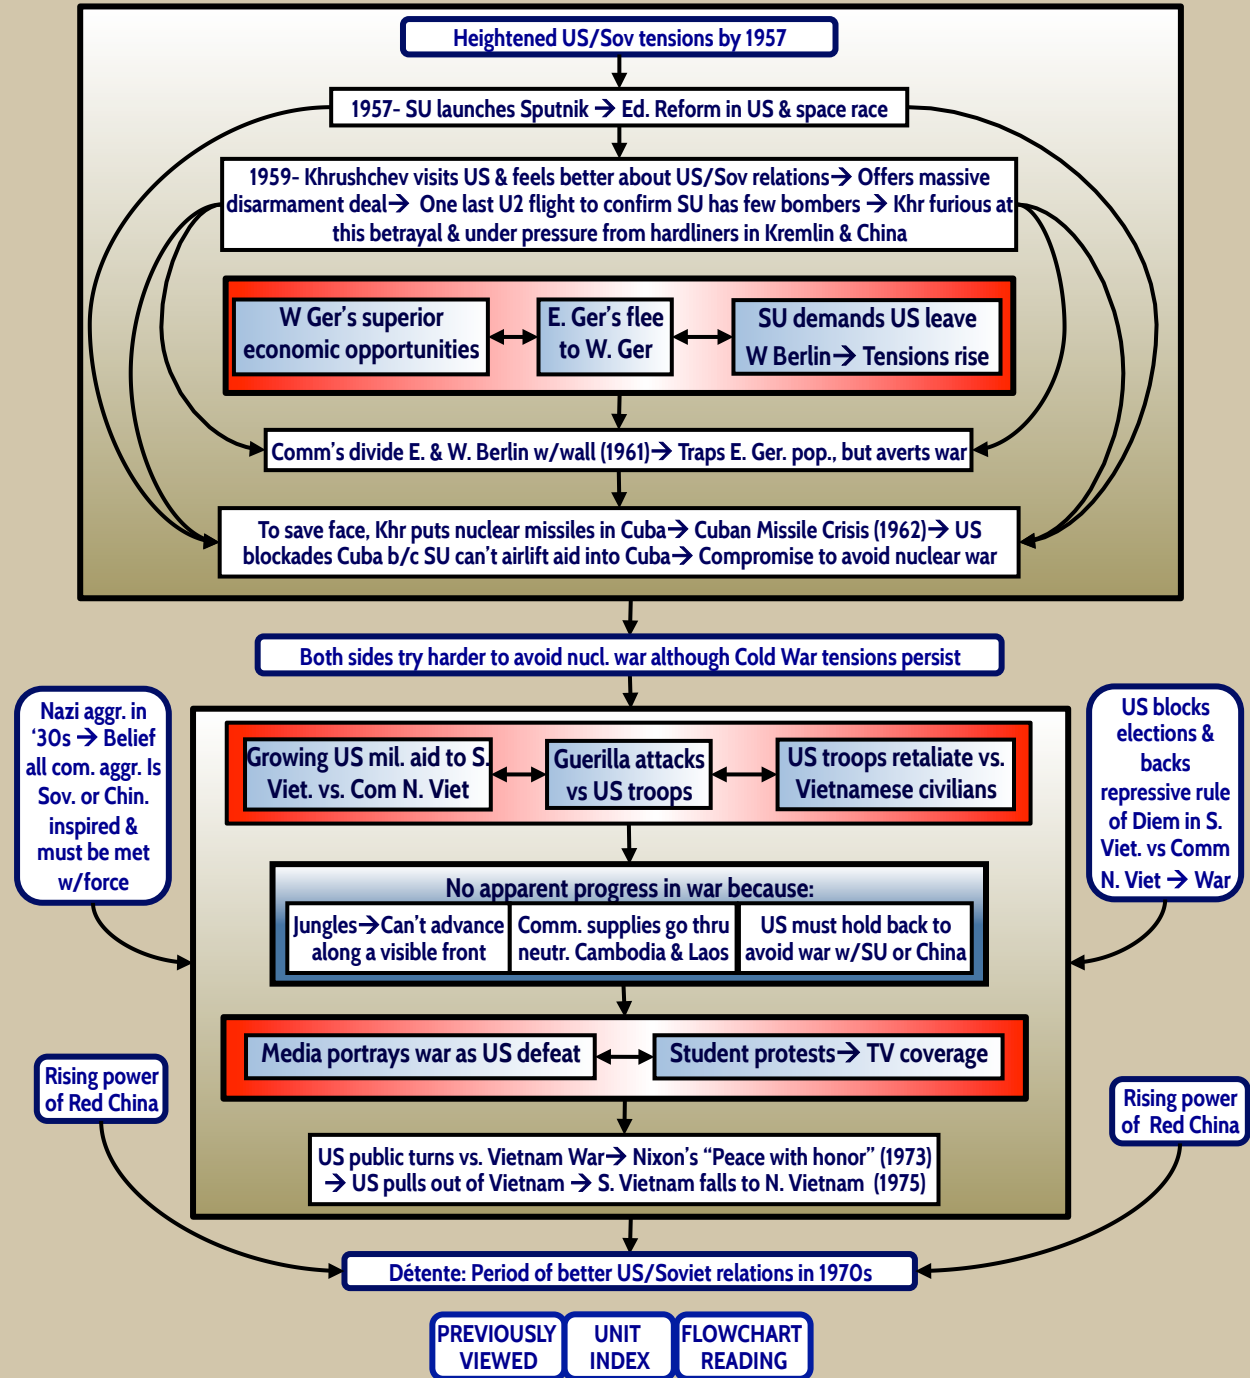 Heightened US/Sov tensions by 1957
1957- SU launches Sputnik → Ed. Reform in US & space race
1959- Khrushchev visits US & feels better about US/Sov relations→ Offers massive
disarmament deal→ One last U2 flight to confirm SU has few bombers → Khr furious at
this betrayal & under pressure from hardliners in Kremlin & China
W Ger's superior
economic opportunities
E. Ger's flee
to W. Ger
SU demands US leave
W Berlin→ Tensions rise
Comm's divide E. & W. Berlin w/wall (1961)→ Traps E. Ger. pop., but averts war
To save face, Khr puts nuclear missiles in Cuba→ Cuban Missile Crisis (1962)→ US
blockades Cuba b/c SU can't airlift aid into Cuba→ Compromise to avoid nuclear war
Both sides try harder to avoid nucl. war although Cold War tensions persist
Nazi aggr. in
‘30s → Belief
all com. aggr. Is
Sov. or Chin.
inspired &
must be met
w/force
Growing US mil. aid to S.
Viet. vs. Com N. Viet
Guerilla attacks
vs US troops
US troops retaliate vs.
Vietnamese civilians
US blocks
elections &
backs
repressive rule
of Diem in S.
Viet. vs Comm
N. Viet → War
No apparent progress in war because:
Jungles→Can't advance
along a visible front
Comm. supplies go thru
neutr. Cambodia & Laos
US must hold back to
avoid war w/SU or China
Media portrays war as US defeat
Student protests→ TV coverage
Rising power
of Red China
Rising power
of Red China
US public turns vs. Vietnam War→ Nixon's “Peace with honor” (1973)
→ US pulls out of Vietnam → S. Vietnam falls to N. Vietnam (1975)
Détente: Period of better US/Soviet relations in 1970s
PREVIOUSLY
VIEWED
UNIT
INDEX
FLOWCHART
READING